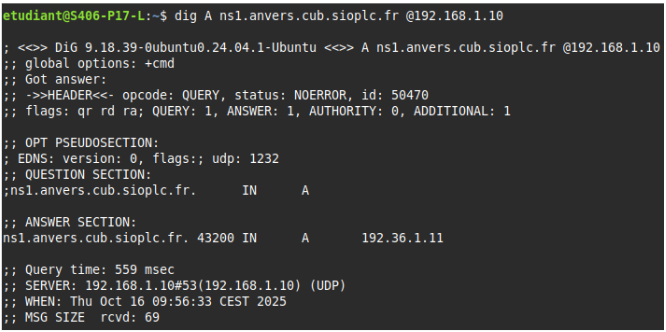 etudiant@S406-P17-L:~$ dig A ns1.anvers.cub.sioplc.fr @192.168.1.10
; <<>> DiG 9.18.39-0ubuntu0.24.04.1-Ubuntu <<>> A ns1.anvers.cub.sioplc.fr @192.168.1.10
;; global options: +cmd
;; Got answer:
;; ->>HEADER<<- opcode: QUERY, status: NOERROR, id: 50470
;; flags: qr rd ra; QUERY: 1, ANSWER: 1, AUTHORITY: 0, ADDITIONAL: 1
;; OPT PSEUDOSECTION:
; EDNS: version: 0, flags:; udp: 1232
;; QUESTION SECTION:
;ns1.anvers.cub.sioplc.fr. IN A
;; ANSWER SECTION:
ns1.anvers.cub.sioplc.fr. 43200 IN A 192.36.1.11
;; Query time: 559 msec
;; SERVER: 192.168.1.10#53(192.168.1.10) (UDP)
;; WHEN: Thu Oct 16 09:56:33 CEST 2025
;; MSG SIZE rcvd: 69